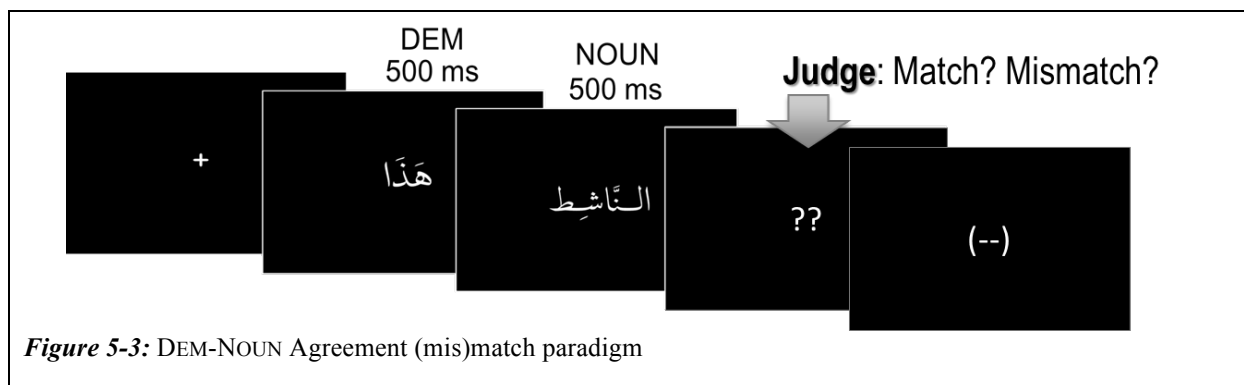 DEM
500 ms
NOUN
500 ms
Judge: Match? Mismatch?
+
هَذَا
النَّاشِط
??
(--)
Figure 5-3: DEM-NOUN Agreement (mis)match paradigm